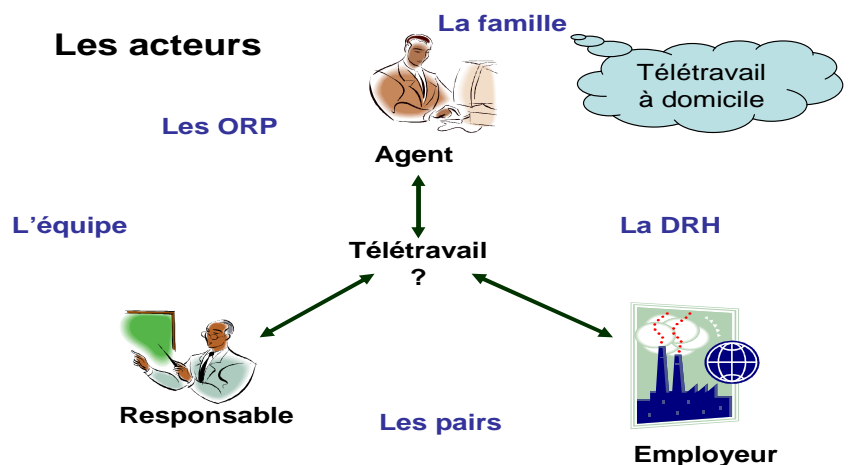 La famille
Les acteurs
Télétravail
à domicile
Les ORP
Agent
L'équipe
La DRH
Télétravail
?
Responsable
Les pairs
Employeur